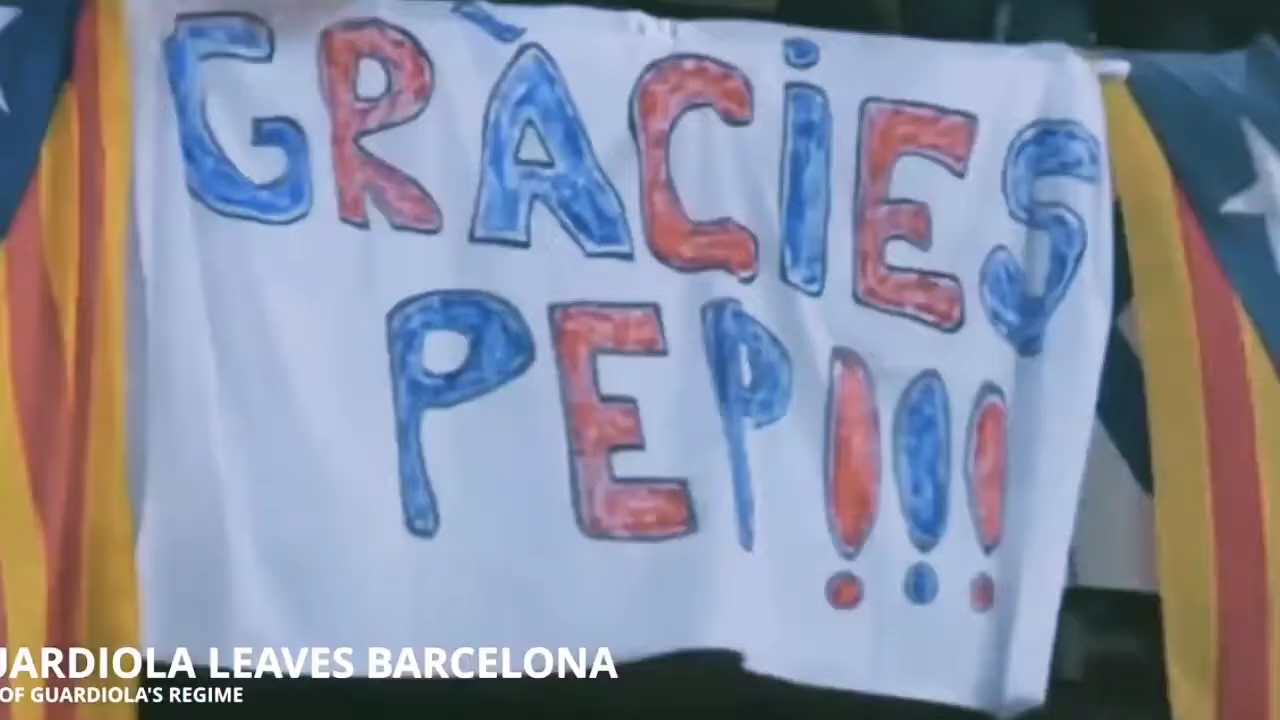 GRÀCIES
PEP!!!
UARDIOLA LEAVES BARCELONA
OF GUARDIOLA'S REGIME